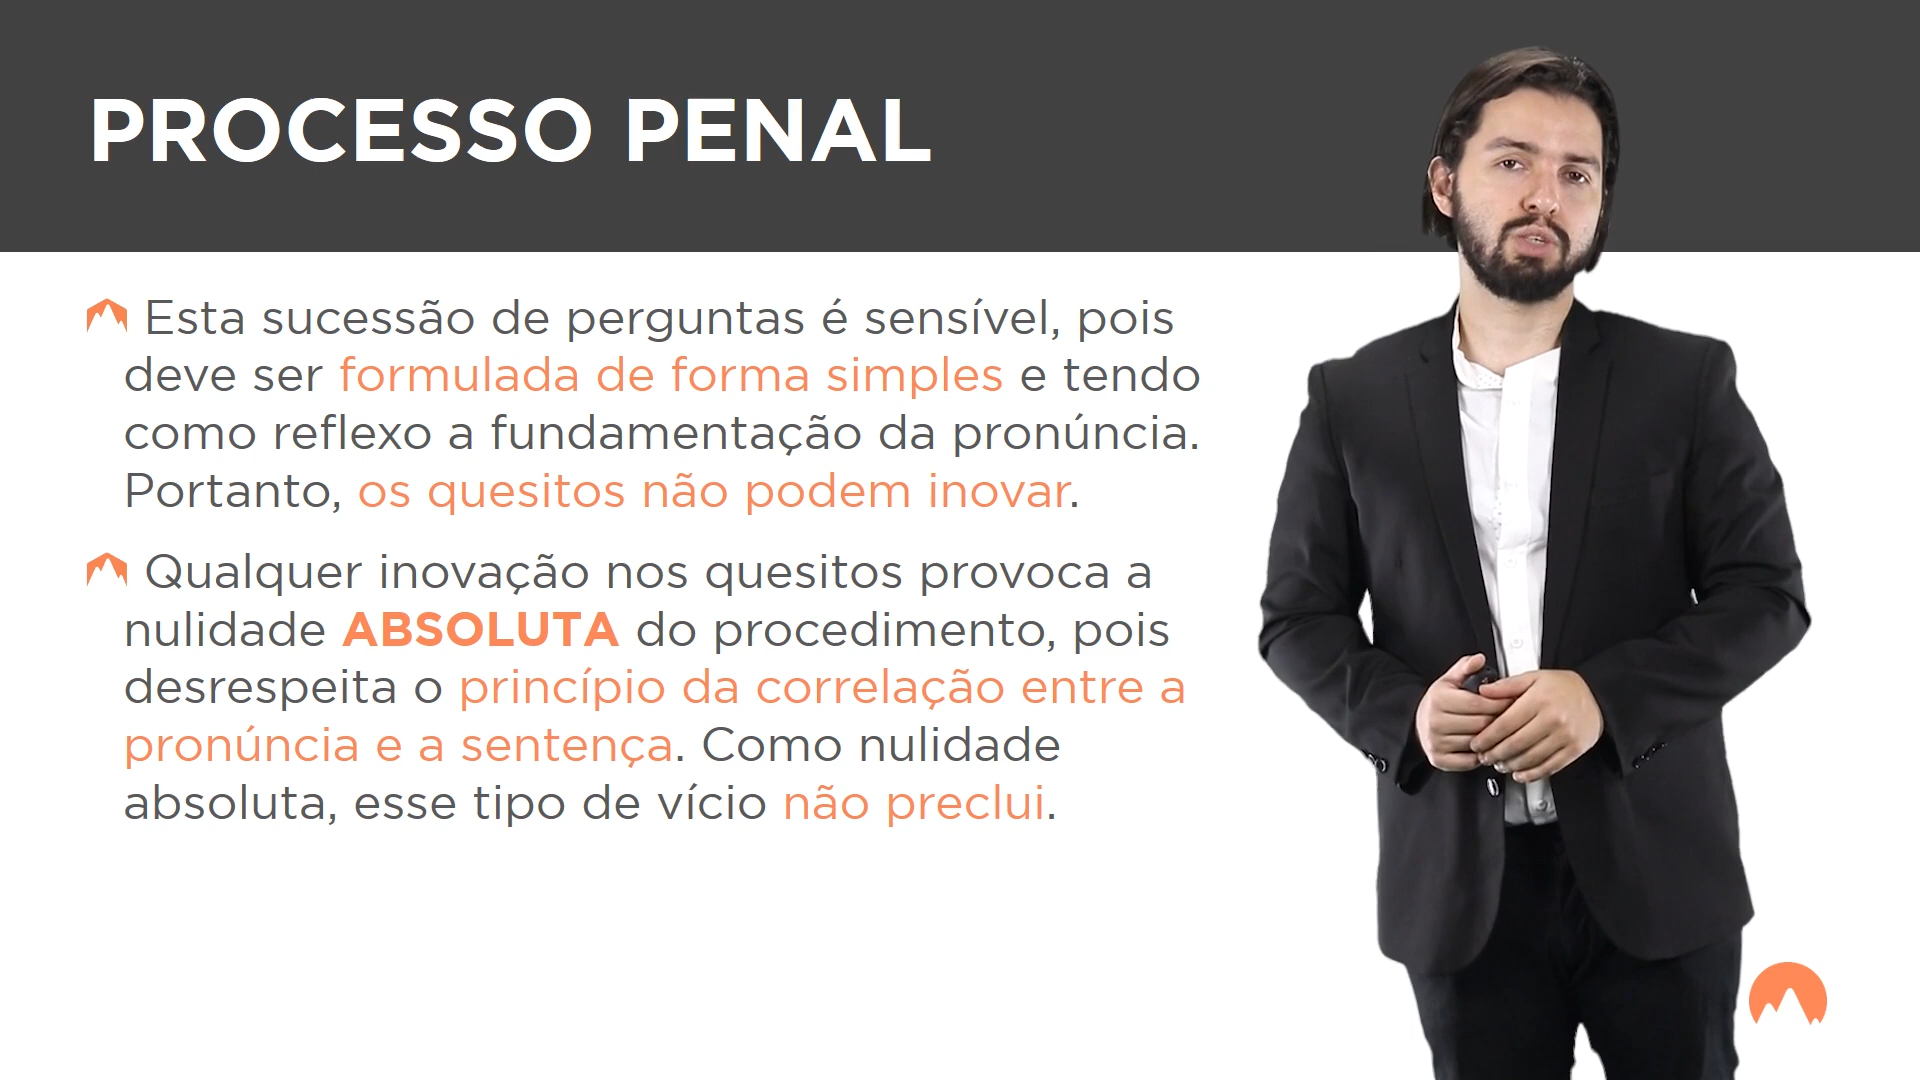 PROCESSO PENAL
Esta sucessão de perguntas é sensível, pois
deve ser formulada de forma simples e tendo
como reflexo a fundamentação da pronúncia.
Portanto, os quesitos não podem inovar.
Qualquer inovação nos quesitos provoca a
nulidade ABSOLUTA do procedimento, pois
desrespeita o princípio da correlação entre a
pronúncia e a sentença. Como nulidade
absoluta, esse tipo de vício não preclui.